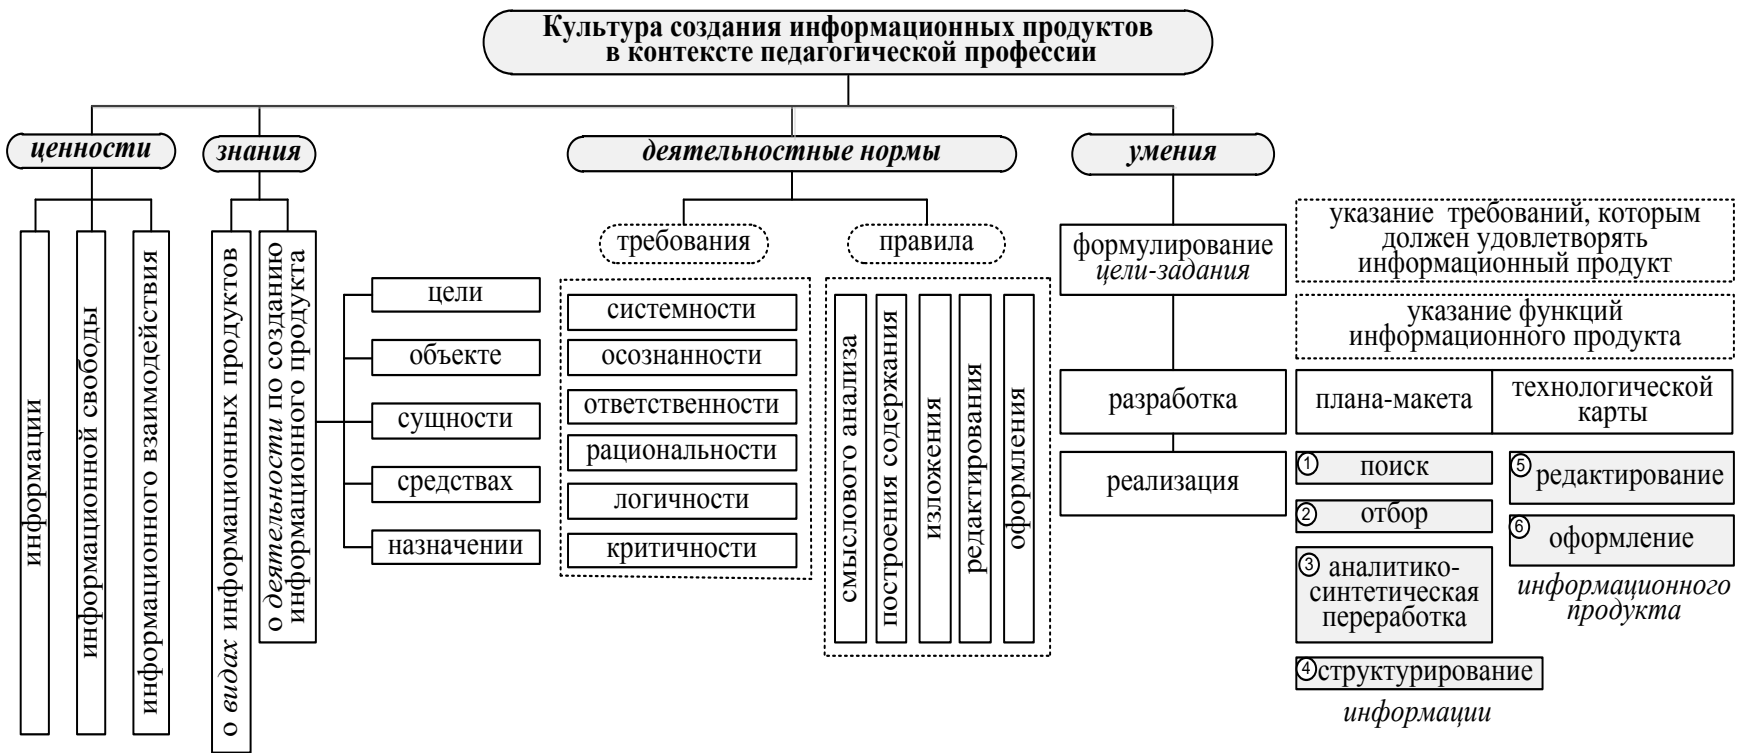 Культура создания информационных продуктов
в контексте педагогической профессии
ценности
информации
информационной свободы
информационного взаимодействия
знания
о видах информационных продуктов
о деятельности по созданию
информационного продукта
цели
объекте
сущности
средствах
назначении
деятельностные нормы
требования
системности
осознанности
ответственности
рациональности
логичности
критичности
правила
смыслового анализа
построения содержания
изложения
редактирования
оформления
умения
формулирование
цели-задания
указание требований, которым
должен удовлетворять
информационный продукт
указание функций
информационного продукта
разработка
плана-макета
технологической
карты
реализация
1 поиск
2 отбор
3 аналитико-
синтетическая
переработка
4 структурирование
информации
5 редактирование
6 оформление
информационного
продукта